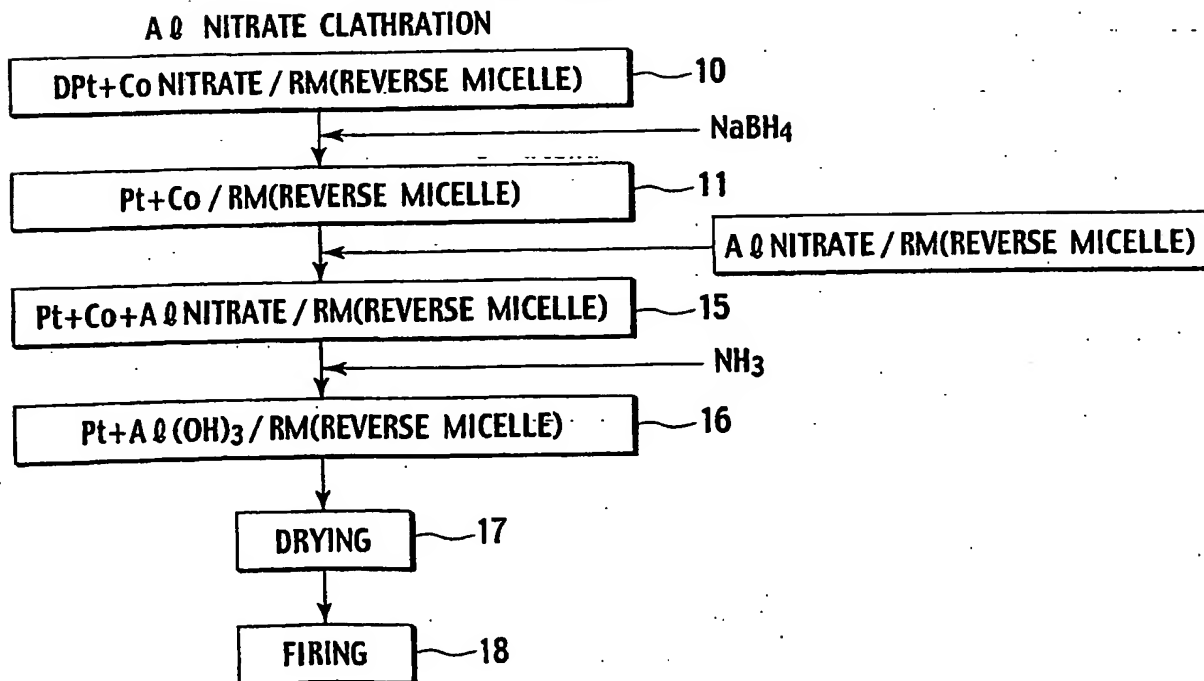 Aℓ NITRATE CLATHRATION
DPt+Co NITRATE / RM(REVERSE MICELLE)
10
NaBH4
Pt+Co / RM(REVERSE MICELLE)
11
Aℓ NITRATE / RM(REVERSE MICELLE)
Pt+Co+Aℓ NITRATE / RM(REVERSE MICELLE)
15
NH3
Pt+Aℓ(OH)3 / RM(REVERSE MICELLE)
16
DRYING
17
FIRING
18